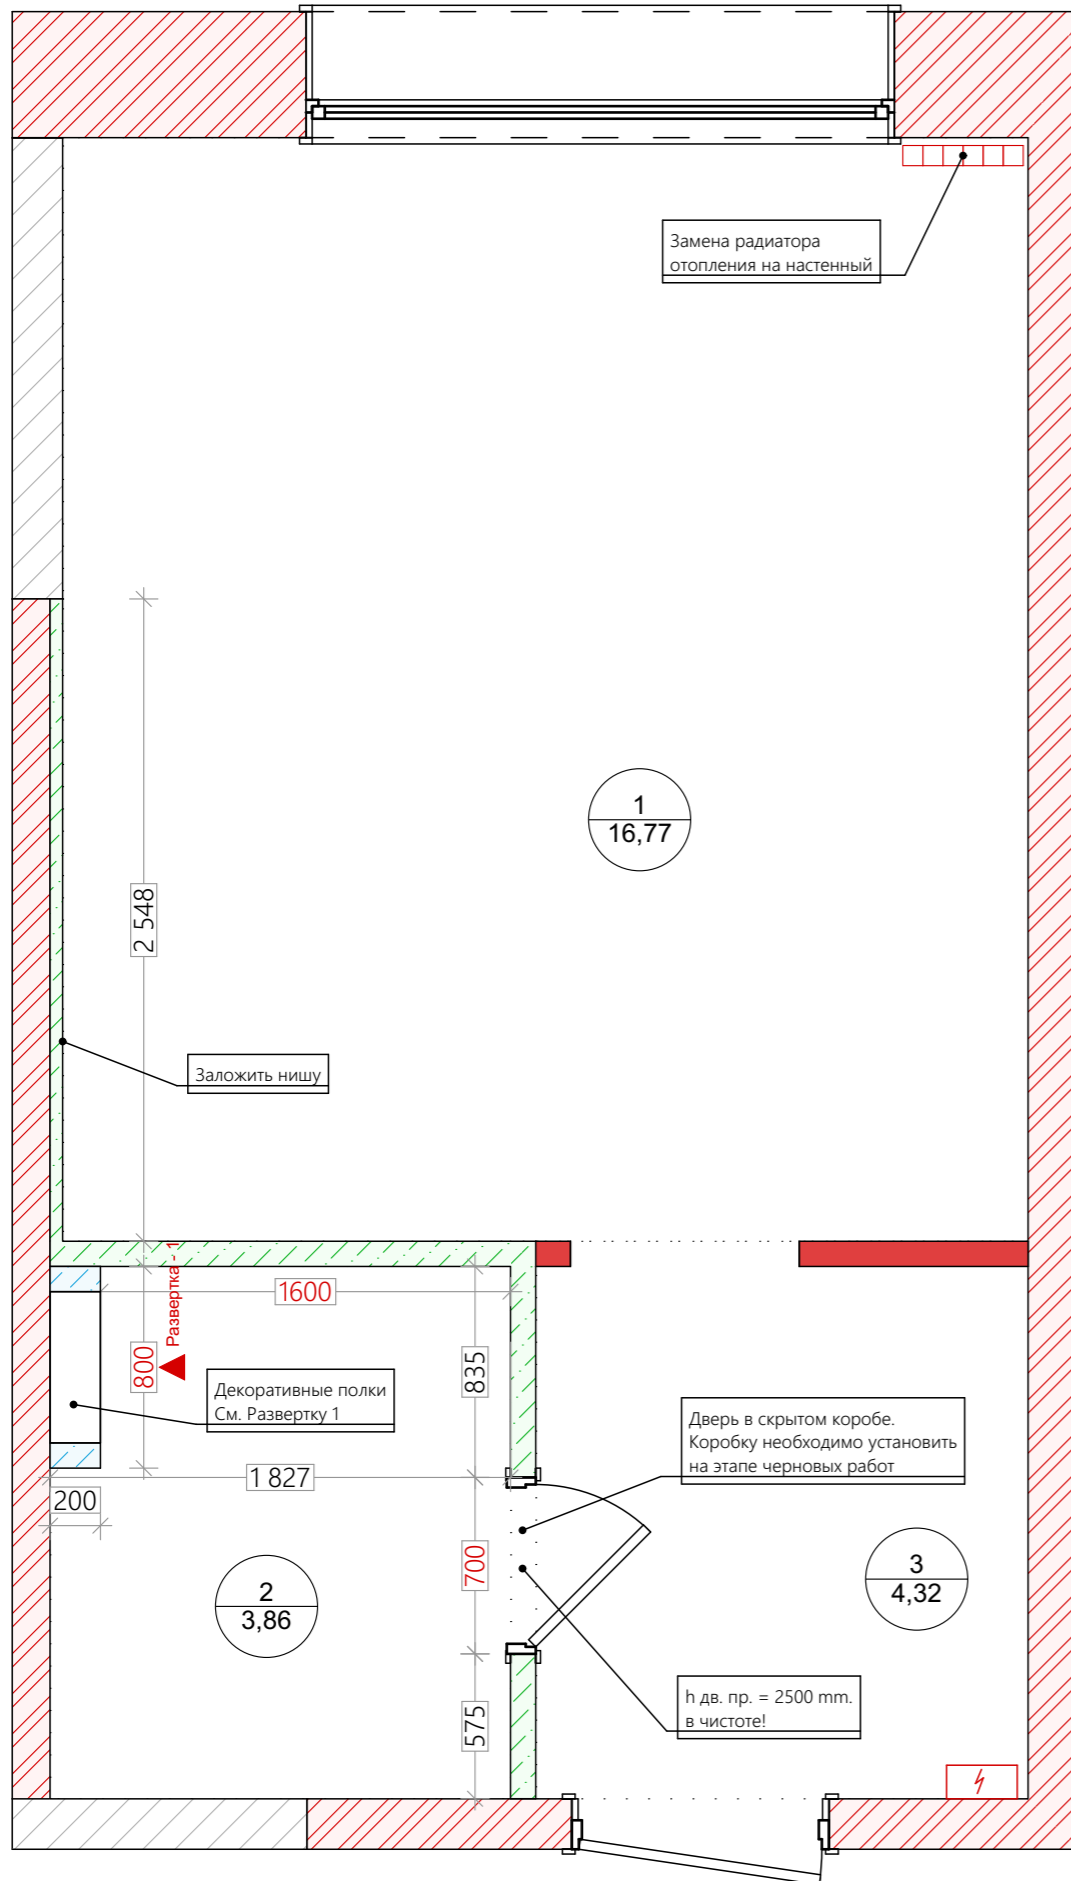 Замена радиатора
отопления на настенный
1
16,77
2 548
Заложить нишу
Развертка - 1
1600
800
835
Декоративные полки
См. Развертку 1
Дверь в скрытом коробе.
Коробку необходимо установить
на этапе черновых работ
1 827
200
700
2
3,86
3
4,32
h дв. пр. = 2500 mm.
в чистоте!
575